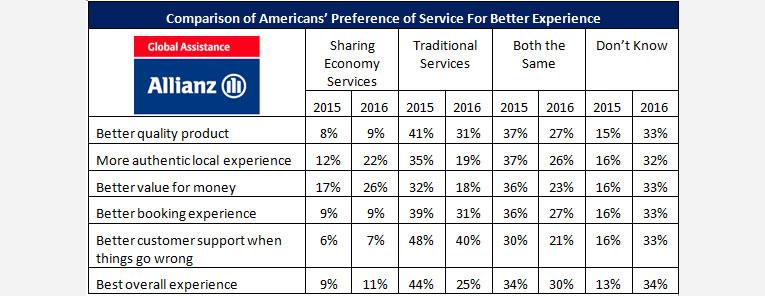 Comparison of Americans' Preference of Service For Better Experience
Global Assistance
Allianz
Sharing
Economy
Services
Traditional
Services
Both the
Same
Don't Know
2015 2016 2015 2016 2015 2016 2015 2016
Better quality product 8% 9% 41% 31% 37% 27% 15% 33%
More authentic local experience 12% 22% 35% 19% 37% 26% 16% 32%
Better value for money 17% 26% 32% 18% 36% 23% 16% 33%
Better booking experience 9% 9% 39% 31% 36% 27% 16% 33%
Better customer support when
things go wrong 6% 7% 48% 40% 30% 21% 16% 33%
Best overall experience 9% 11% 44% 25% 34% 30% 13% 34%